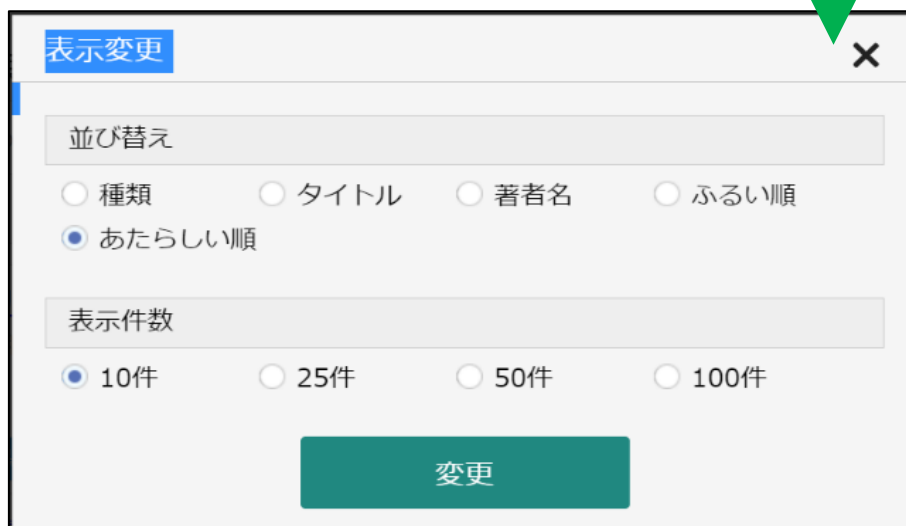 表示変更
並び替え
種類 タイトル 著者名 ふるい順
あたらしい順
表示件数
10件 25件 50件 100件
変更